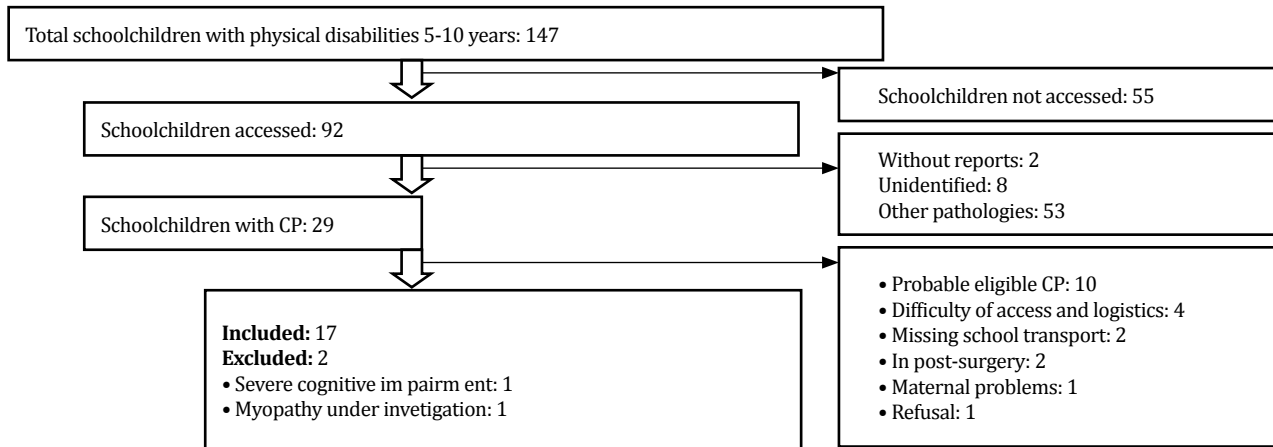 Total schoolchildren with physical disabilities 5-10 years: 147
Schoolchildren not accessed: 55
Schoolchildren accessed: 92
Without reports: 2
Unidentified: 8
Other pathologies: 53
Schoolchildren with CP: 29
• Probable eligible CP: 10
• Difficulty of access and logistics: 4
• Missing school transport: 2
• In post-surgery: 2
• Maternal problems: 1
• Refusal: 1
Included: 17
Excluded: 2
• Severe cognitive im pairm ent: 1
• Myopathy under invetigation: 1